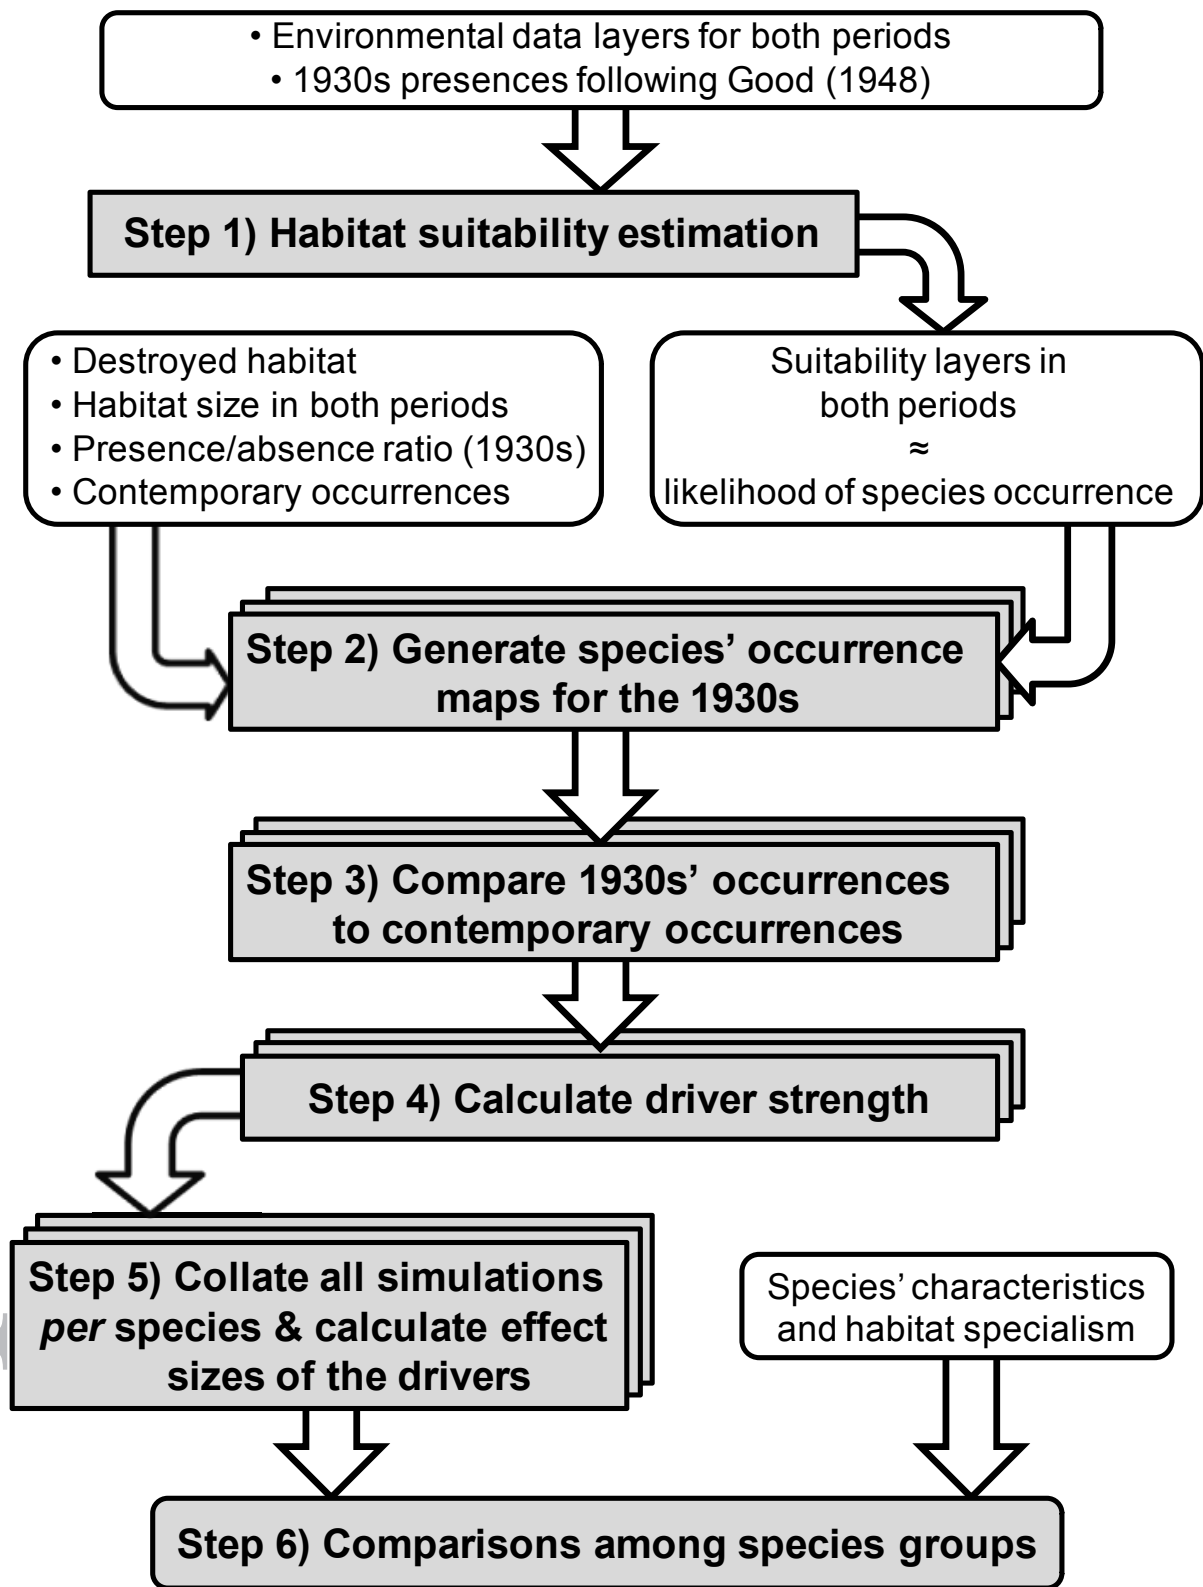 • Environmental data layers for both periods
• 1930s presences following Good (1948)
Step 1) Habitat suitability estimation
• Destroyed habitat
• Habitat size in both periods
• Presence/absence ratio (1930s)
• Contemporary occurrences
Suitability layers in
both periods
≈
likelihood of species occurrence
Step 2) Generate species’ occurrence
maps for the 1930s
Step 3) Compare 1930s’ occurrences
to contemporary occurrences
Step 4) Calculate driver strength
Step 5) Collate all simulations
per species & calculate effect
sizes of the drivers
Species’ characteristics
and habitat specialism
Step 6) Comparisons among species groups